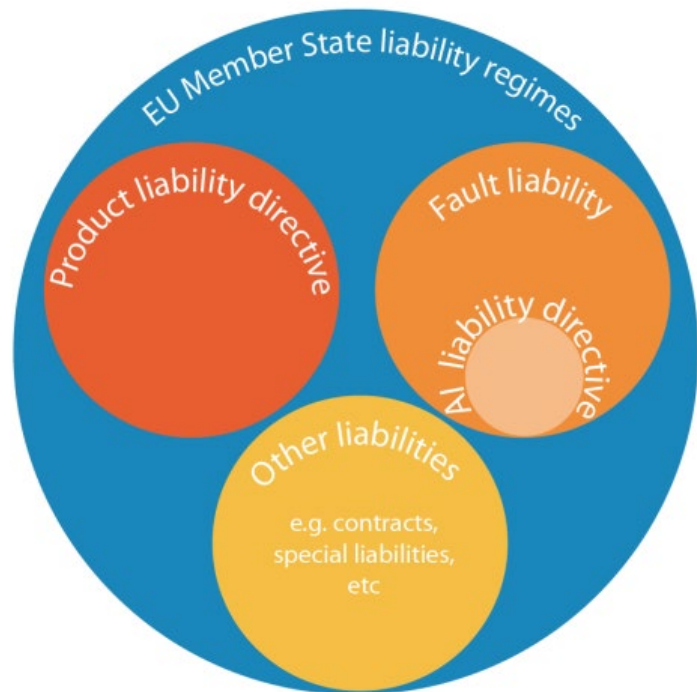 EU Member State liability regimes
Product liability directive
Fault liability
AI liability directive
Other liabilities
e.g. contracts,
special liabilities,
etc